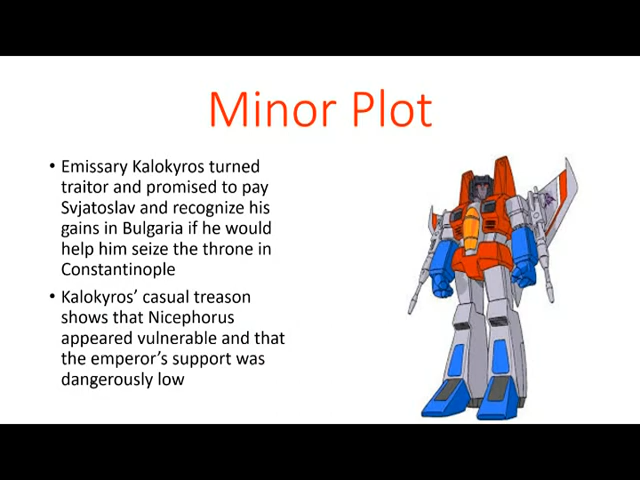 Minor Plot
• Emissary Kalokyros turned
traitor and promised to pay
Svjatoslav and recognize his
gains in Bulgaria if he would
help him seize the throne in
Constantinople
• Kalokyros’ casual treason
shows that Nicephorus
appeared vulnerable and that
the emperor’s support was
dangerously low